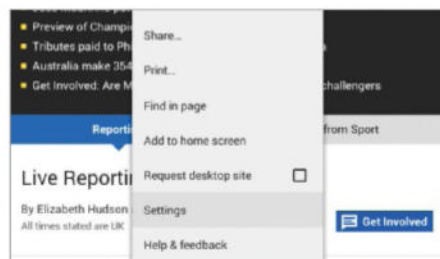 Preview of Champi
Tributes paid to Ph
Australia make 354
Get Involved: Are M
challengers
Share...
Print...
Find in page
Add to home screen
Request desktop site
Settings
Help & feedback
Reporti
from Sport
Live Reporti
By Elizabeth Hudson
All times stated are UK
Get Involved